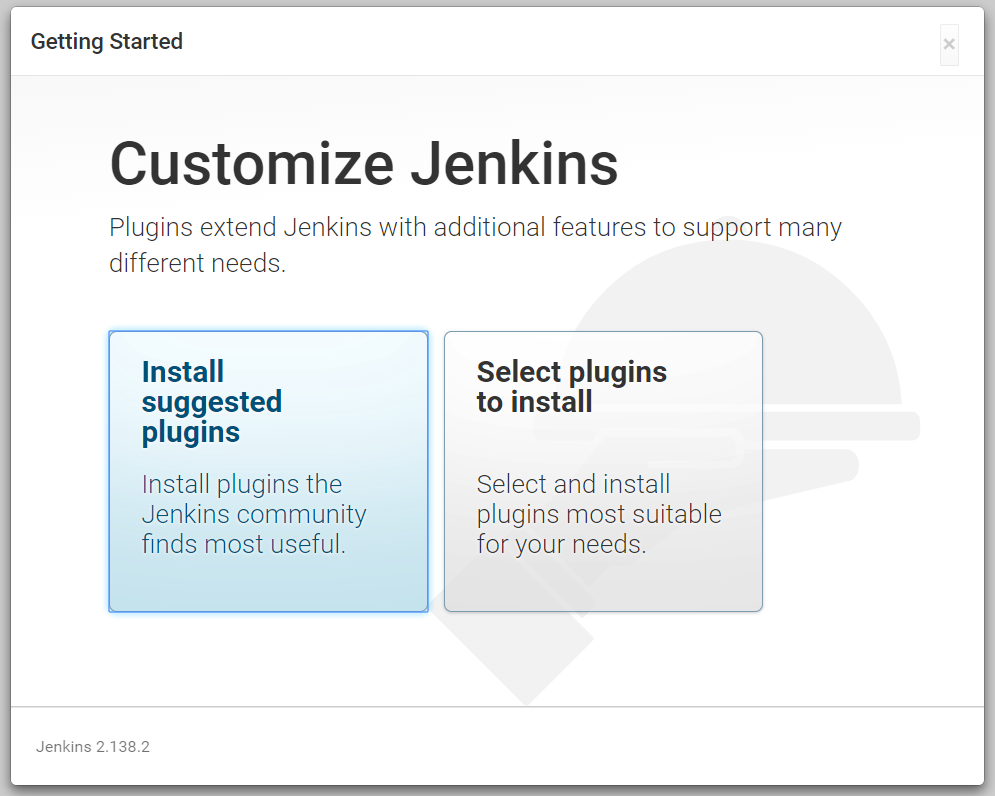 Getting Started
×
Customize Jenkins
Plugins extend Jenkins with additional features to support many
different needs.
Install
suggested
plugins
Install plugins the
Jenkins community
finds most useful.
Select plugins
to install
Select and install
plugins most suitable
for your needs.
Jenkins 2.138.2